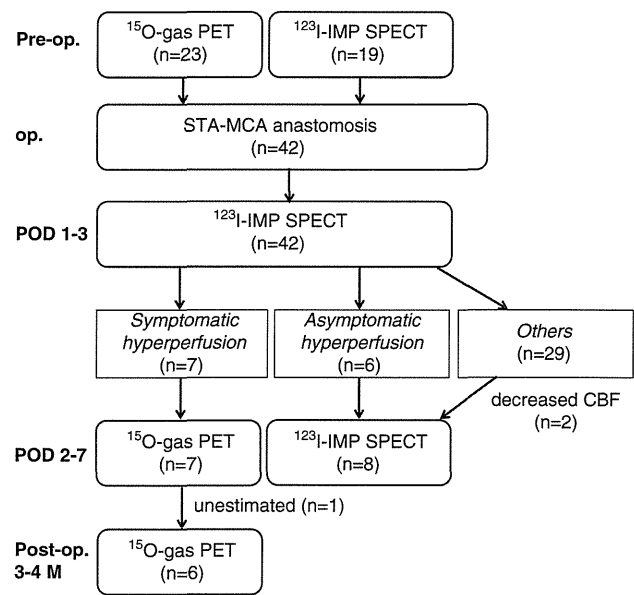 Pre-op.
¹⁵O-gas PET
(n=23)
¹²³I-IMP SPECT
(n=19)
op.
STA-MCA anastomosis
(n=42)
POD 1-3
¹²³I-IMP SPECT
(n=42)
Symptomatic
hyperperfusion
(n=7)
Asymptomatic
hyperperfusion
(n=6)
Others
(n=29)
decreased CBF
(n=2)
POD 2-7
¹⁵O-gas PET
(n=7)
¹²³I-IMP SPECT
(n=8)
unestimated (n=1)
Post-op.
3-4 M
¹⁵O-gas PET
(n=6)